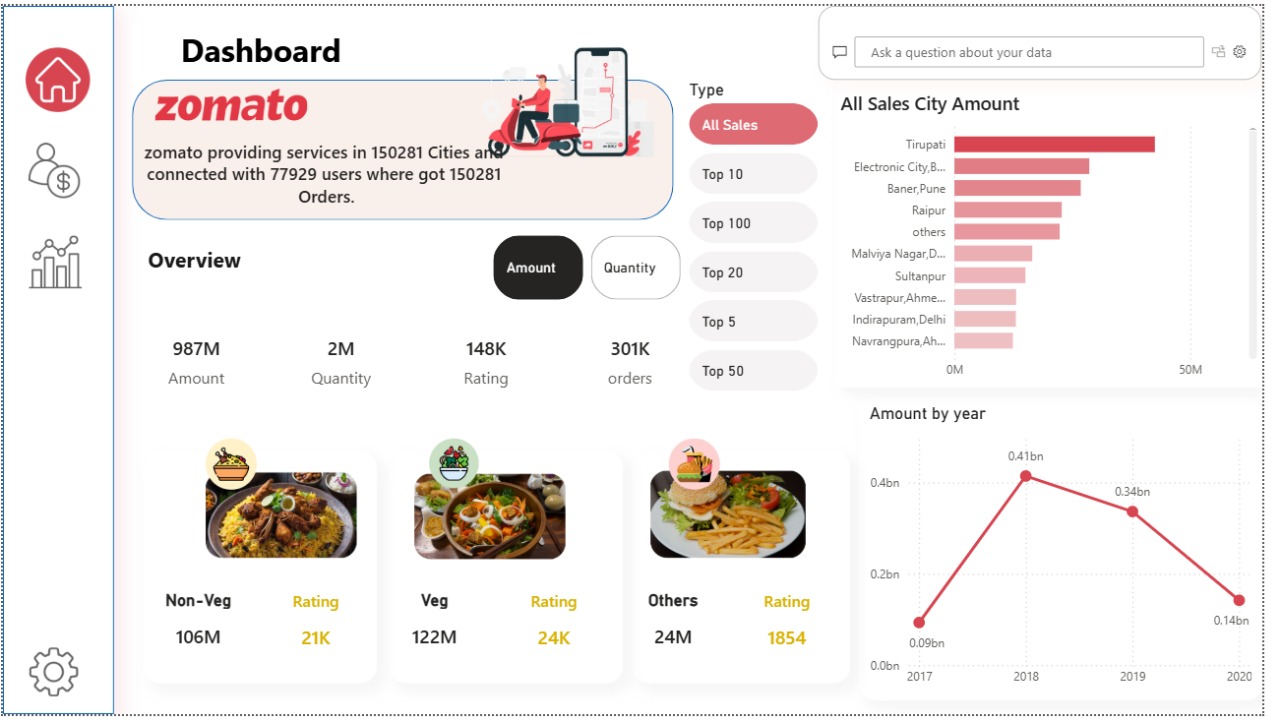 Dashboard
zomato
zomato providing services in 150281 Cities and
connected with 77929 users where got 150281
Orders.
Type
All Sales
Top 10
Top 100
Top 20
Top 5
Top 50
Overview
Amount
Quantity
987M
Amount
2M
Quantity
148K
Rating
301K
orders
Non-Veg
Rating
106M
21K
Veg
Rating
122M
24K
Others
Rating
24M
1854
Ask a question about your data
All Sales City Amount
Tirupati
Electronic City,B...
Baner,Pune
Raipur
others
Malviya Nagar,D...
Sultanpur
Vastrapur,Ahme...
Indirapuram,Delhi
Navrangpura,Ah...
0M
50M
Amount by year
0.41bn
0.4bn
0.34bn
0.2bn
0.14bn
0.09bn
0.0bn
2017
2018
2019
2020